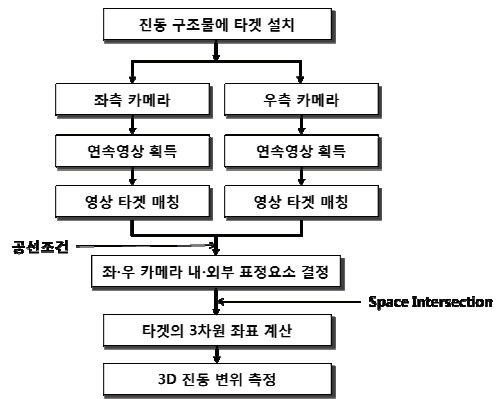 진동 구조물에 타겟 설치
좌측 카메라
우측 카메라
연속영상 획득
연속영상 획득
영상 타겟 매칭
영상 타겟 매칭
공선조건
좌·우 카메라 내·외부 표정요소 결정
Space Intersection
타겟의 3차원 좌표 계산
3D 진동 변위 측정